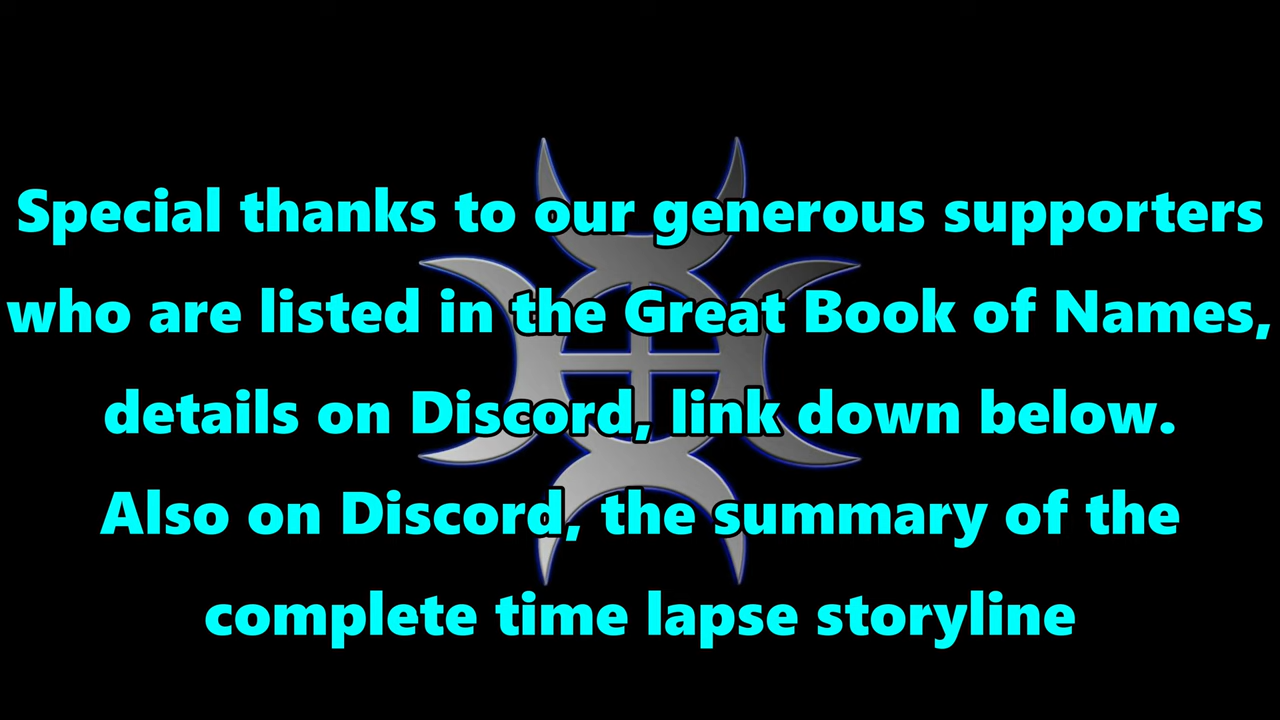 Special thanks to our generous supporters
who are listed in the Great Book of Names,
details on Discord, link down below.
Also on Discord, the summary of the
complete time lapse storyline